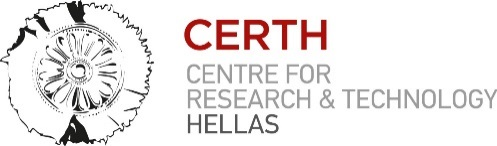 CERTH
CENTRE FOR
RESEARCH & TECHNOLOGY
HELLAS